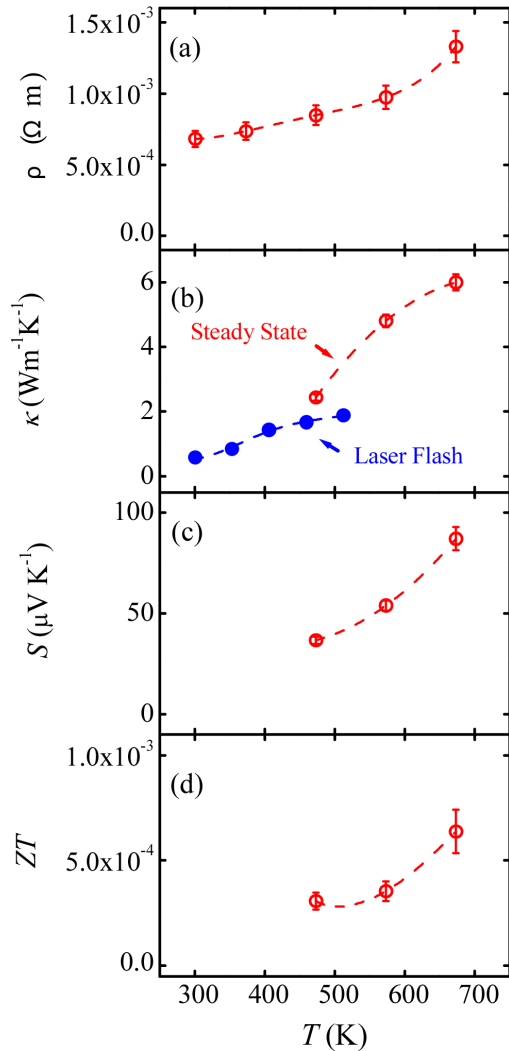 (a)
1.5x10⁻³
1.0x10⁻³
5.0x10⁻⁴
0.0
ρ (Ω m)
(b)
6
4
2
0
κ (Wm⁻¹K⁻¹)
Steady State
Laser Flash
(c)
100
50
0
S (μV K⁻¹)
(d)
1.0x10⁻³
5.0x10⁻⁴
0.0
ZT
300 400 500 600 700
T (K)